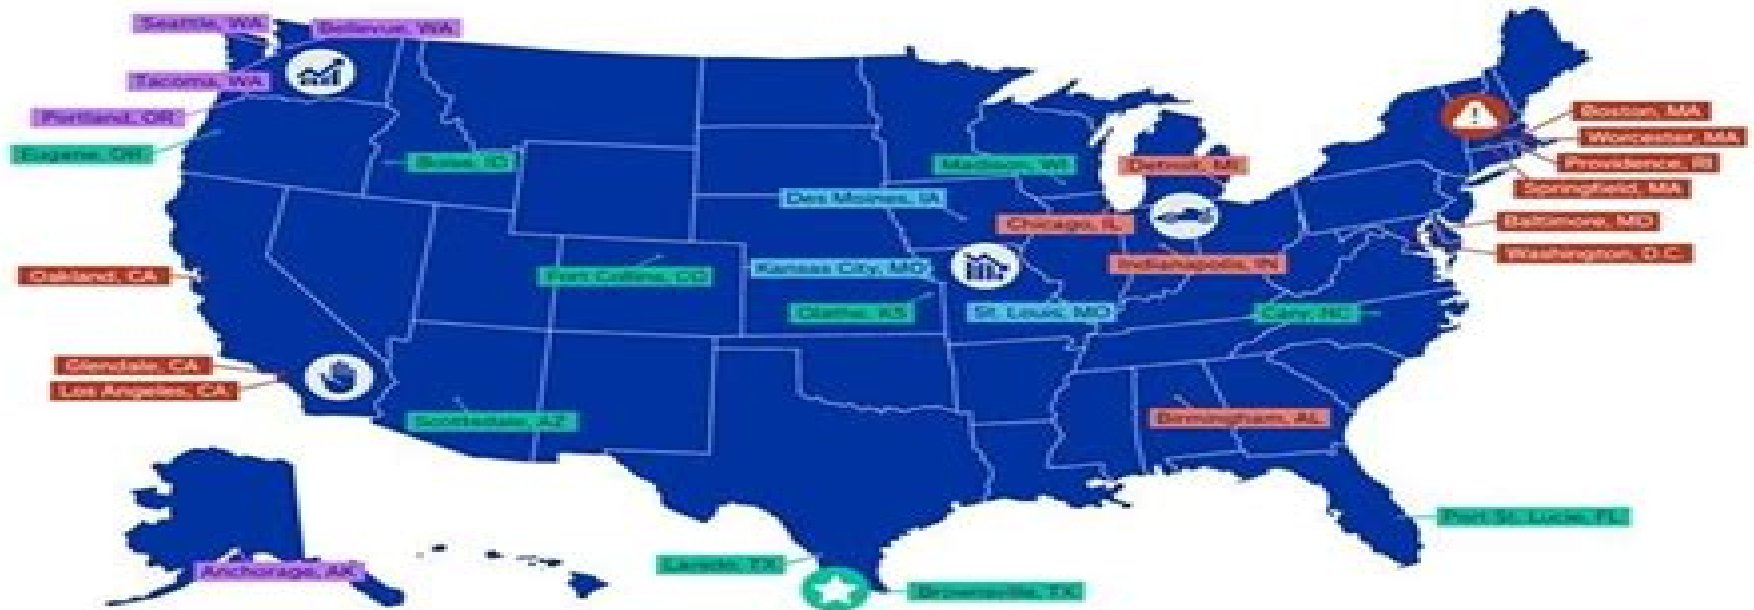 Seattle, WA
Bellevue, WA
Tacoma, WA
Portland, OR
Eugene, OR
Boise, ID
Madison, WI
Detroit, MI
Boston, MA
Worcester, MA
Providence, RI
Springfield, MA
Des Moines, IA
Chicago, IL
Baltimore, MD
Washington, D.C.
Oakland, CA
Fort Collins, CO
Kansas City, MO
Indianapolis, IN
Olathe, KS
St. Louis, MO
Cary, NC
Glendale, CA
Los Angeles, CA
Scottsdale, AZ
Birmingham, AL
Port St. Lucie, FL
Anchorage, AK
Laredo, TX
Brownsville, TX